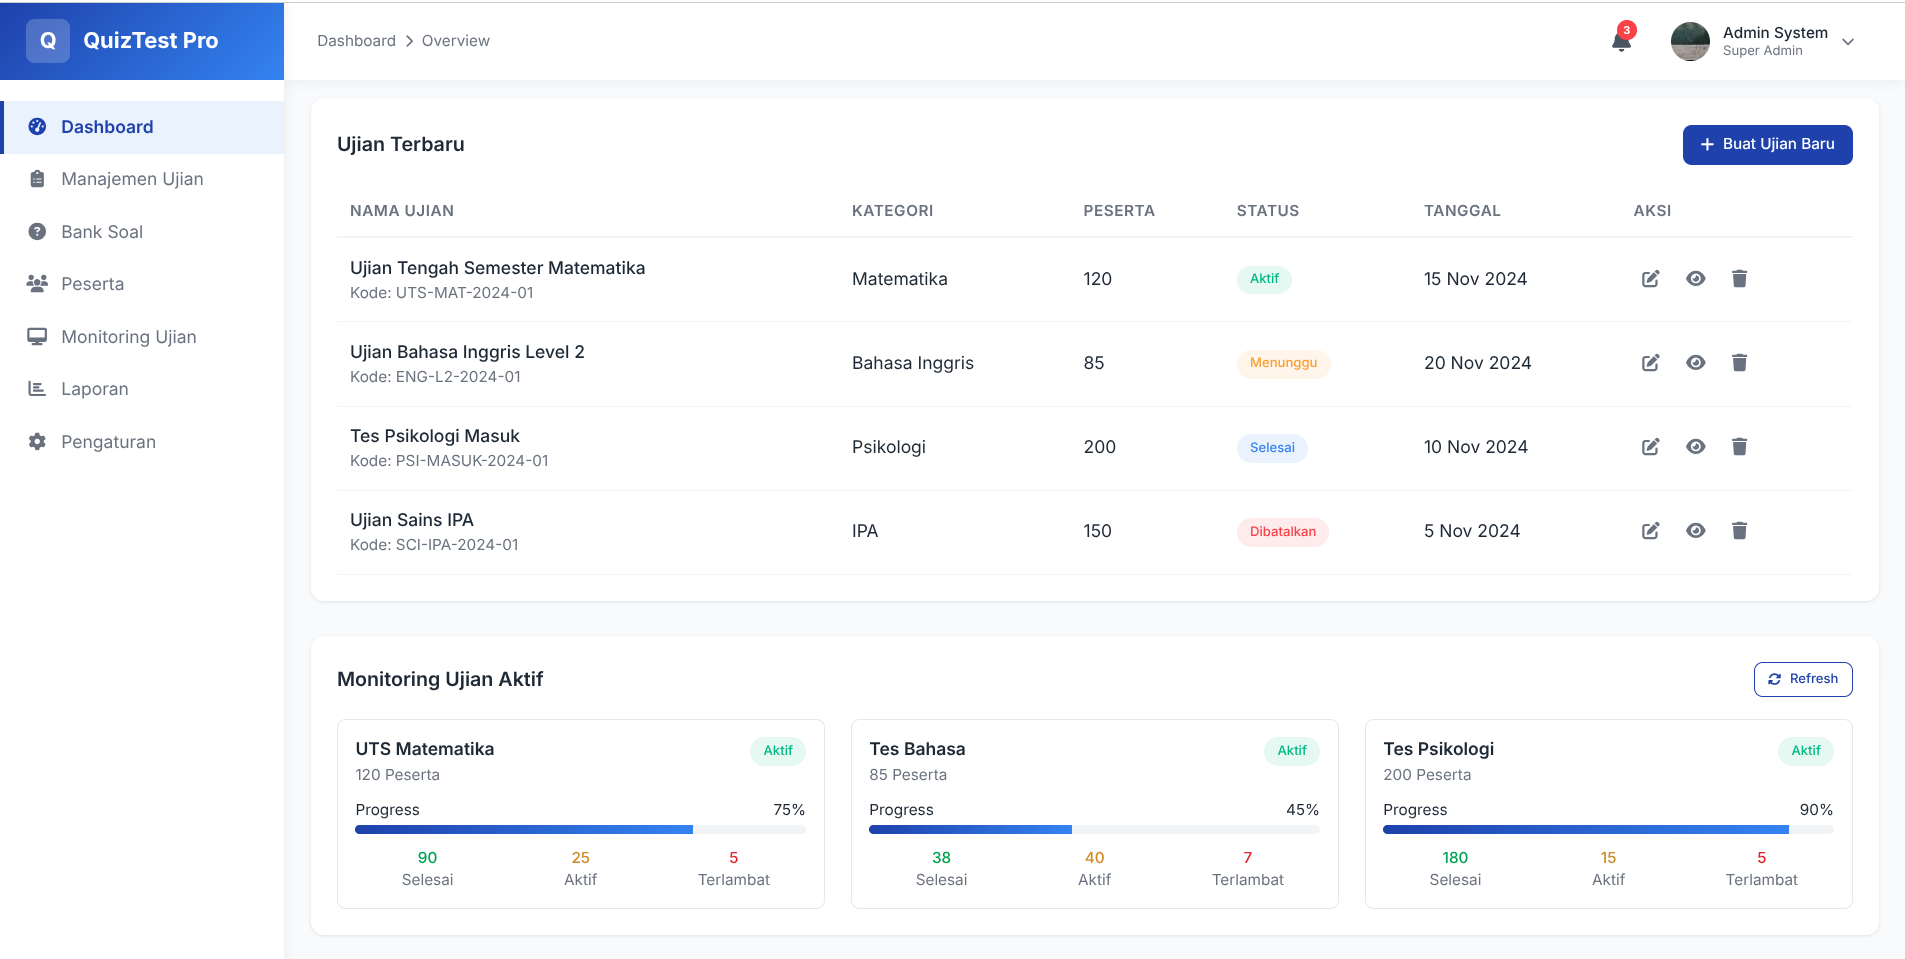 Q QuizTest Pro
Dashboard > Overview
3
Admin System
Super Admin
Dashboard
Manajemen Ujian
Bank Soal
Peserta
Monitoring Ujian
Laporan
Pengaturan
Ujian Terbaru
+ Buat Ujian Baru
NAMA UJIAN KATEGORI PESERTA STATUS TANGGAL AKSI
Ujian Tengah Semester Matematika
Kode: UTS-MAT-2024-01
Matematika 120 Aktif 15 Nov 2024
Ujian Bahasa Inggris Level 2
Kode: ENG-L2-2024-01
Bahasa Inggris 85 Menunggu 20 Nov 2024
Tes Psikologi Masuk
Kode: PSI-MASUK-2024-01
Psikologi 200 Selesai 10 Nov 2024
Ujian Sains IPA
Kode: SCI-IPA-2024-01
IPA 150 Dibatalkan 5 Nov 2024
Monitoring Ujian Aktif
Refresh
UTS Matematika Aktif
120 Peserta
Progress 75%
90 25 5
Selesai Aktif Terlambat
Tes Bahasa Aktif
85 Peserta
Progress 45%
38 40 7
Selesai Aktif Terlambat
Tes Psikologi Aktif
200 Peserta
Progress 90%
180 15 5
Selesai Aktif Terlambat